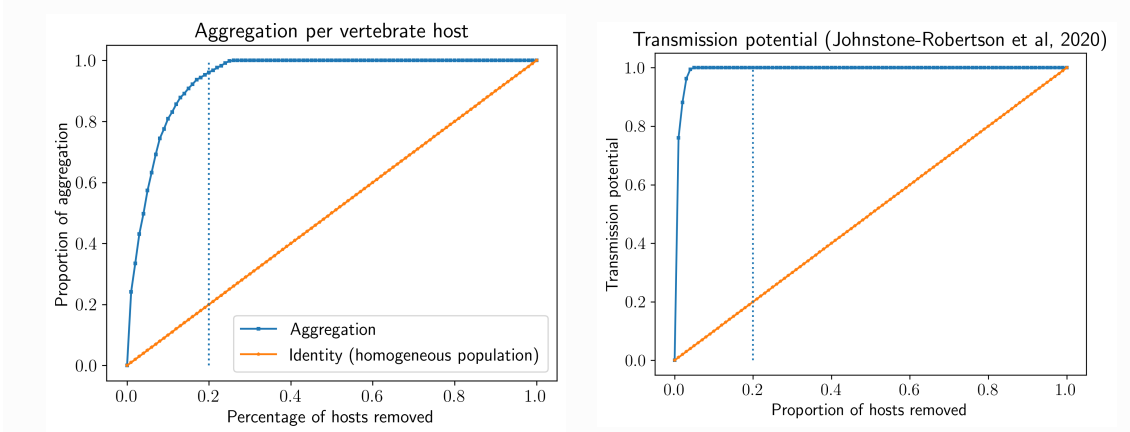 Aggregation per vertebrate host
Proportion of aggregation
1.0
0.8
0.6
0.4
0.2
0.0
Aggregation
Identity (homogeneous population)
0.0 0.2 0.4 0.6 0.8 1.0
Percentage of hosts removed
Transmission potential (Johnstone-Robertson et al, 2020)
Transmission potential
1.0
0.8
0.6
0.4
0.2
0.0
0.0 0.2 0.4 0.6 0.8 1.0
Proportion of hosts removed